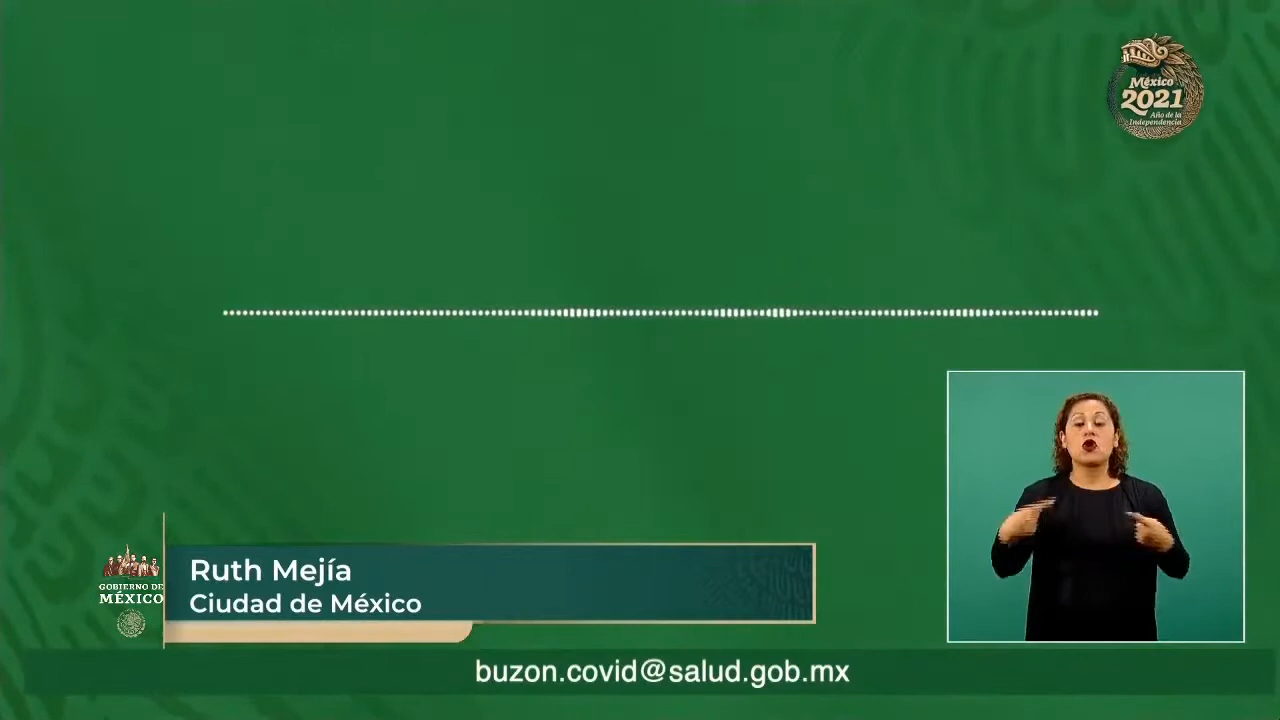 México
2021
Año de la
Independencia
Ruth Mejía
Ciudad de México
GOBIERNO DE
MÉXICO
buzon.covid@salud.gob.mx